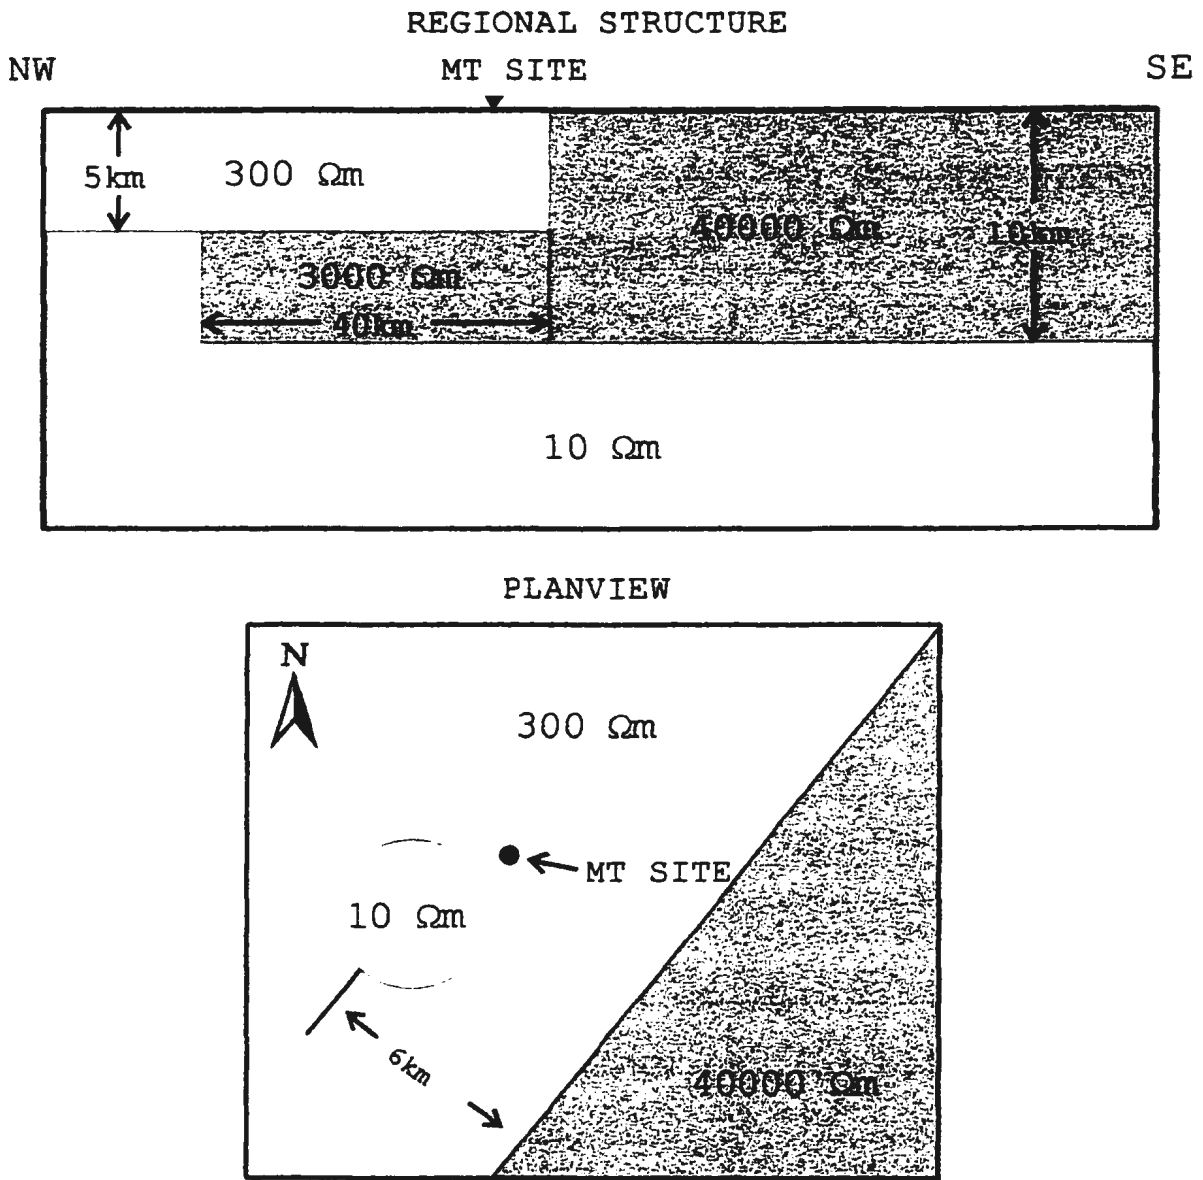 REGIONAL STRUCTURE
NW
MT SITE
SE
5km
300 Ωm
40000 Ωm
10km
3000 Ωm
40km
10 Ωm
PLANVIEW
N
300 Ωm
MT SITE
10 Ωm
6km
40000 Ωm